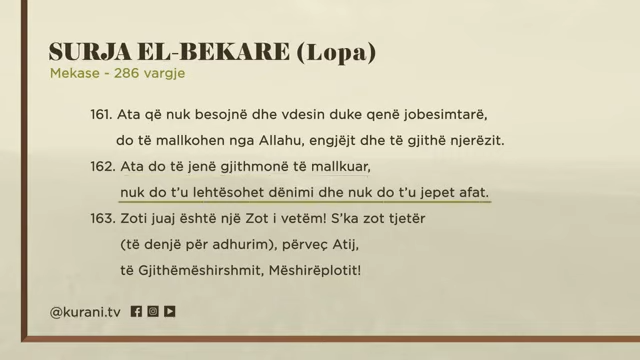 SURJA EL-BEKARE (Lopa)
Mekase - 286 vargje
161. Ata që nuk besojnë dhe vdesin duke qenë jobesimtarë,
do të mallkohen nga Allahu, engjëjt dhe të gjithë njerëzit.
162. Ata do të jenë gjithmonë të mallkuar,
nuk do t'u lehtësohet dënimi dhe nuk do t'u jepet afat.
163. Zoti juaj është një Zot i vetëm! S'ka zot tjetër
(të denjë për adhurim), përveç Atij,
të Gjithëmëshirshmit, Mëshirëplotit!
@kurani.tv